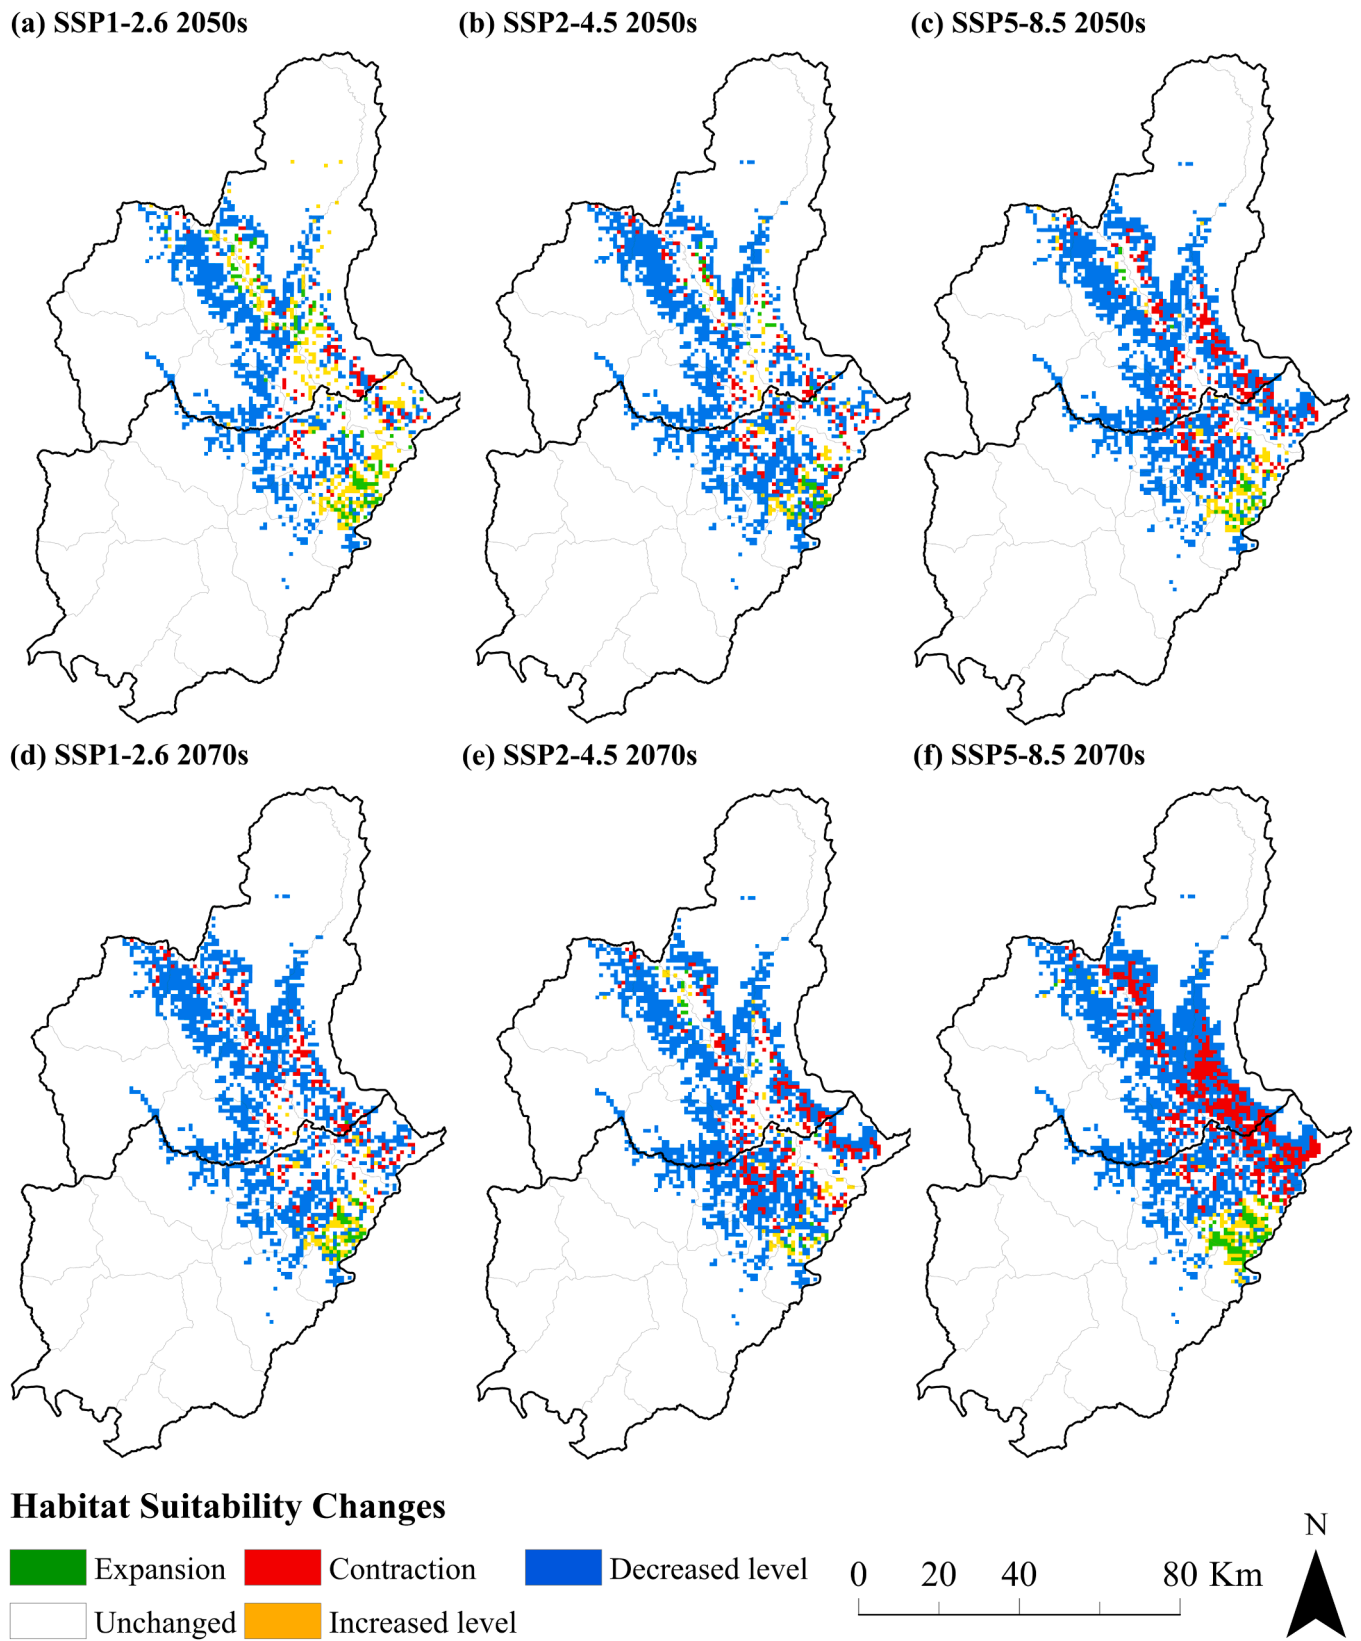 (a) SSP1-2.6 2050s
(b) SSP2-4.5 2050s
(c) SSP5-8.5 2050s
(d) SSP1-2.6 2070s
(e) SSP2-4.5 2070s
(f) SSP5-8.5 2070s
Habitat Suitability Changes
Expansion
Contraction
Decreased level
Unchanged
Increased level
0 20 40 80 Km
N